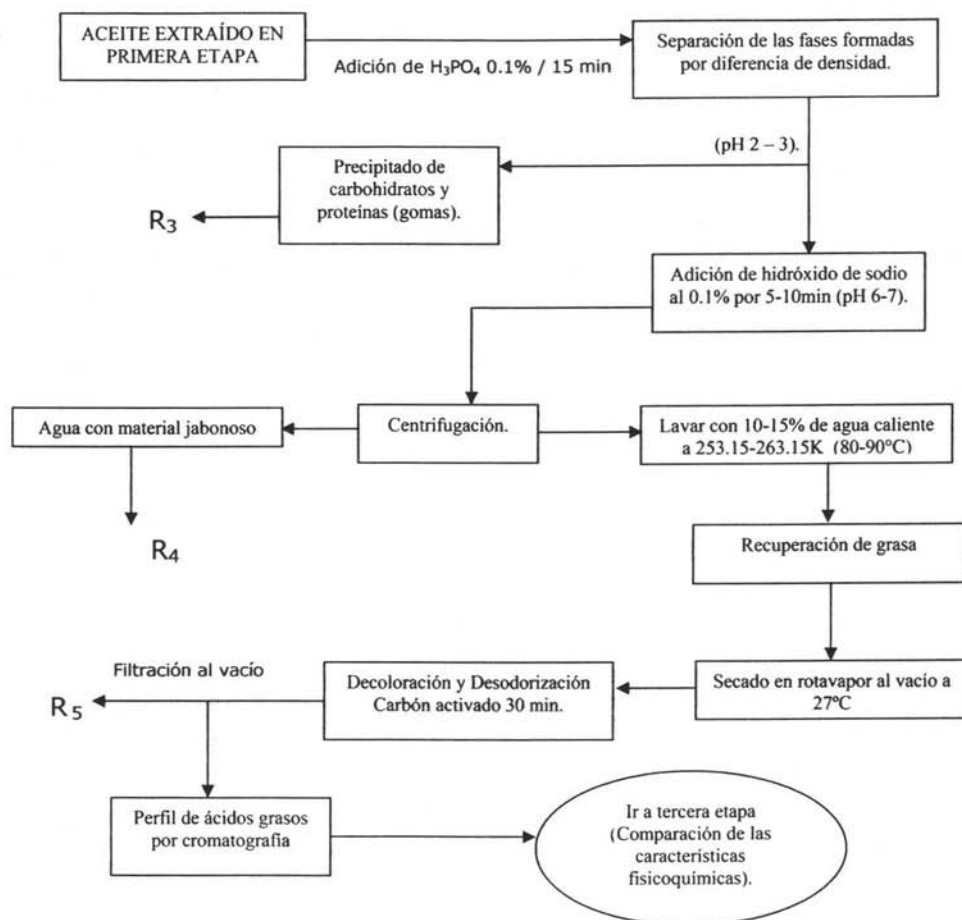 ACEITE EXTRAÍDO EN
PRIMERA ETAPA
Adición de H₃PO₄ 0.1% / 15 min
Separación de las fases formadas
por diferencia de densidad.
(pH 2 – 3).
Precipitado de
carbohidratos y
proteínas (gomas).
R₃
Adición de hidróxido de sodio
al 0.1% por 5-10min (pH 6-7).
Agua con material jabonoso
Centrifugación.
Lavar con 10-15% de agua caliente
a 253.15-263.15K (80-90°C)
R₄
Recuperación de grasa
Filtración al vacío
R₅
Decoloración y Desodorización
Carbón activado 30 min.
Secado en rotavapor al vacío a
27ºC
Perfil de ácidos grasos
por cromatografía
Ir a tercera etapa
(Comparación de las
características
fisicoquímicas).